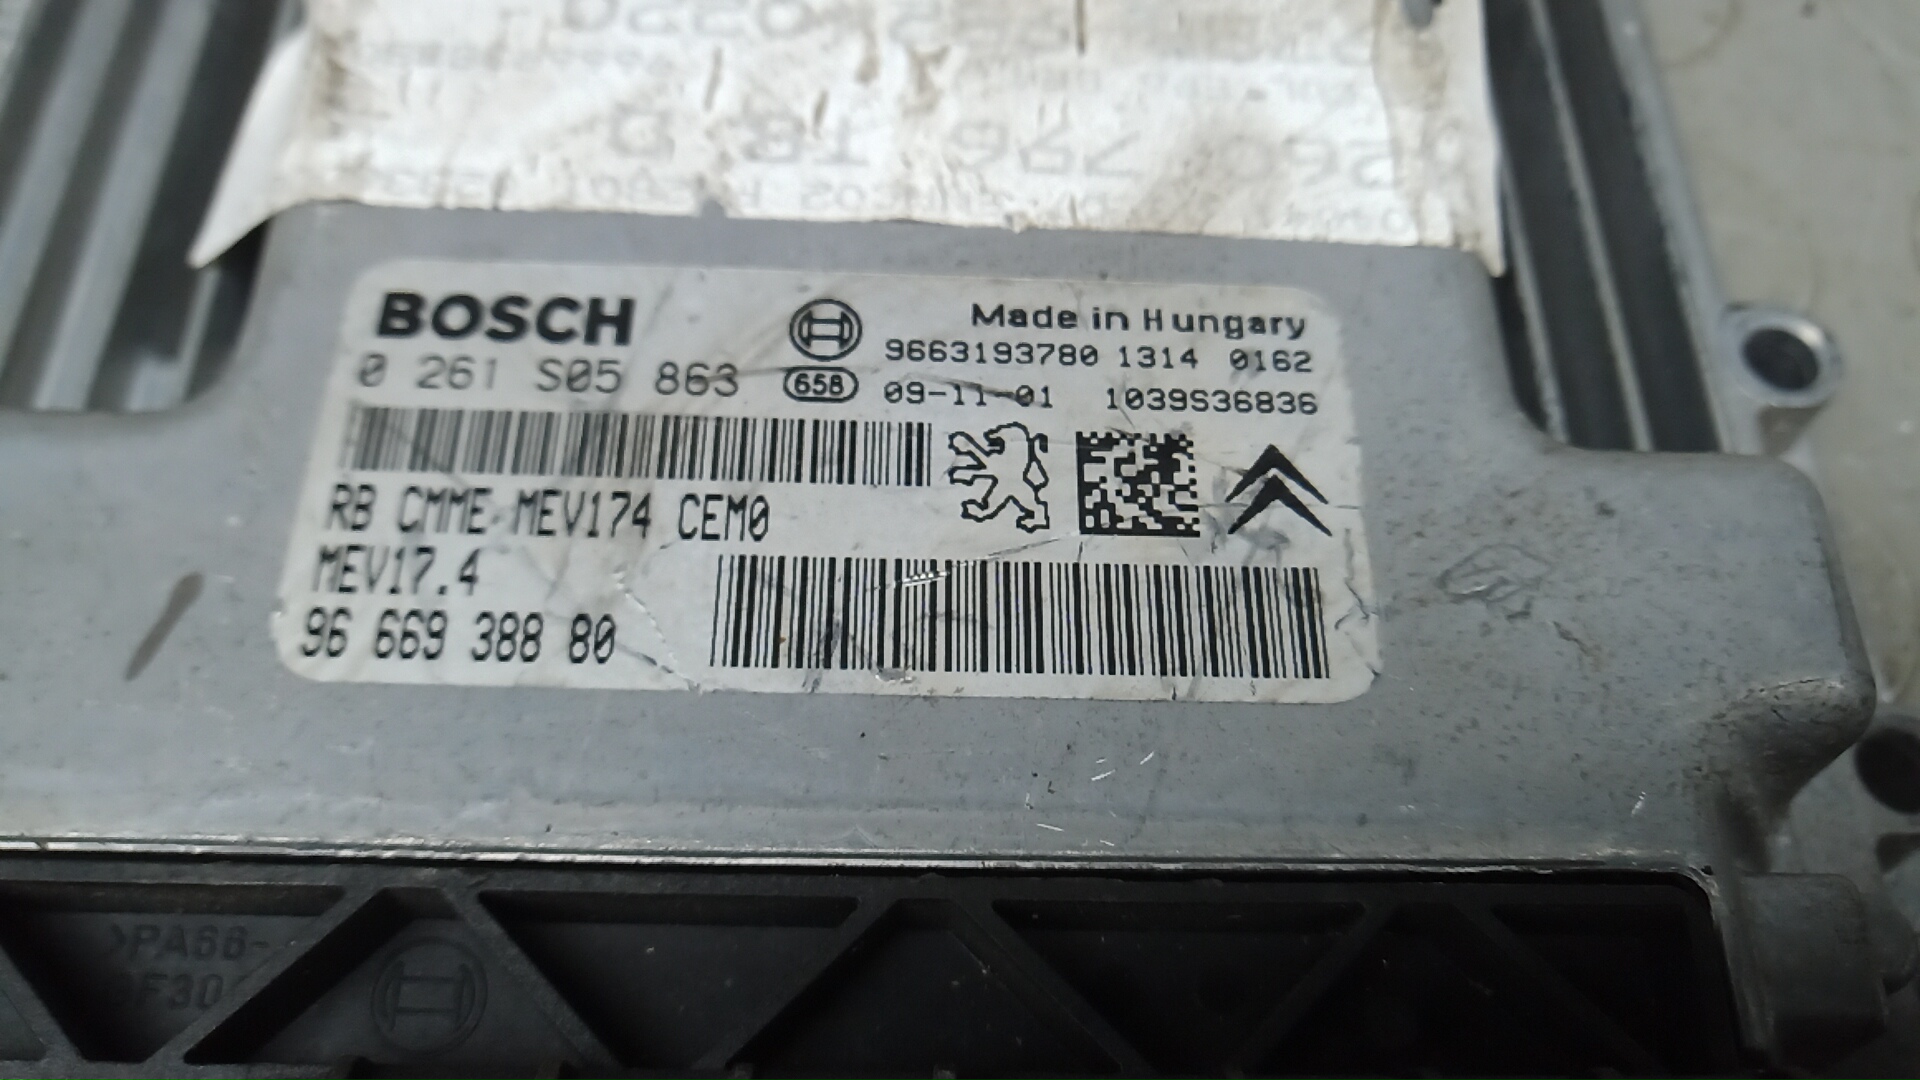 BOSCH
Made in Hungary
9663193780 1314 0162
0 261 S05 863
658
09-11-01 1039S36836
RB CMME MEV174 CEM0
MEV17.4
96 669 388 80
>PA66-
F30